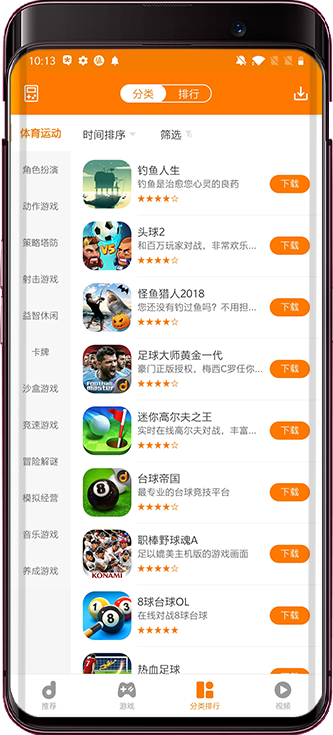 10:13
分类
排行
体育运动
时间排序
筛选
角色扮演
动作游戏
策略塔防
射击游戏
益智休闲
卡牌
沙盒游戏
竞速游戏
冒险解谜
模拟经营
音乐游戏
养成游戏
钓鱼人生
钓鱼是治愈您心灵的良药
下载
头球2
和百万玩家对战，非常欢乐...
下载
VS
怪鱼猎人2018
您还没有钓过鱼吗？不用担...
下载
足球大师黄金一代
豪门正版授权，梅西C罗任你...
下载
Football
master
迷你高尔夫之王
实时在线高尔夫对战，丰富...
下载
台球帝国
最专业的台球竞技平台
下载
8
职棒野球魂A
足以媲美主机版的游戏画面
下载
KONAMI
8球台球OL
在线对战8球台球
下载
热血足球
推荐
游戏
分类排行
视频